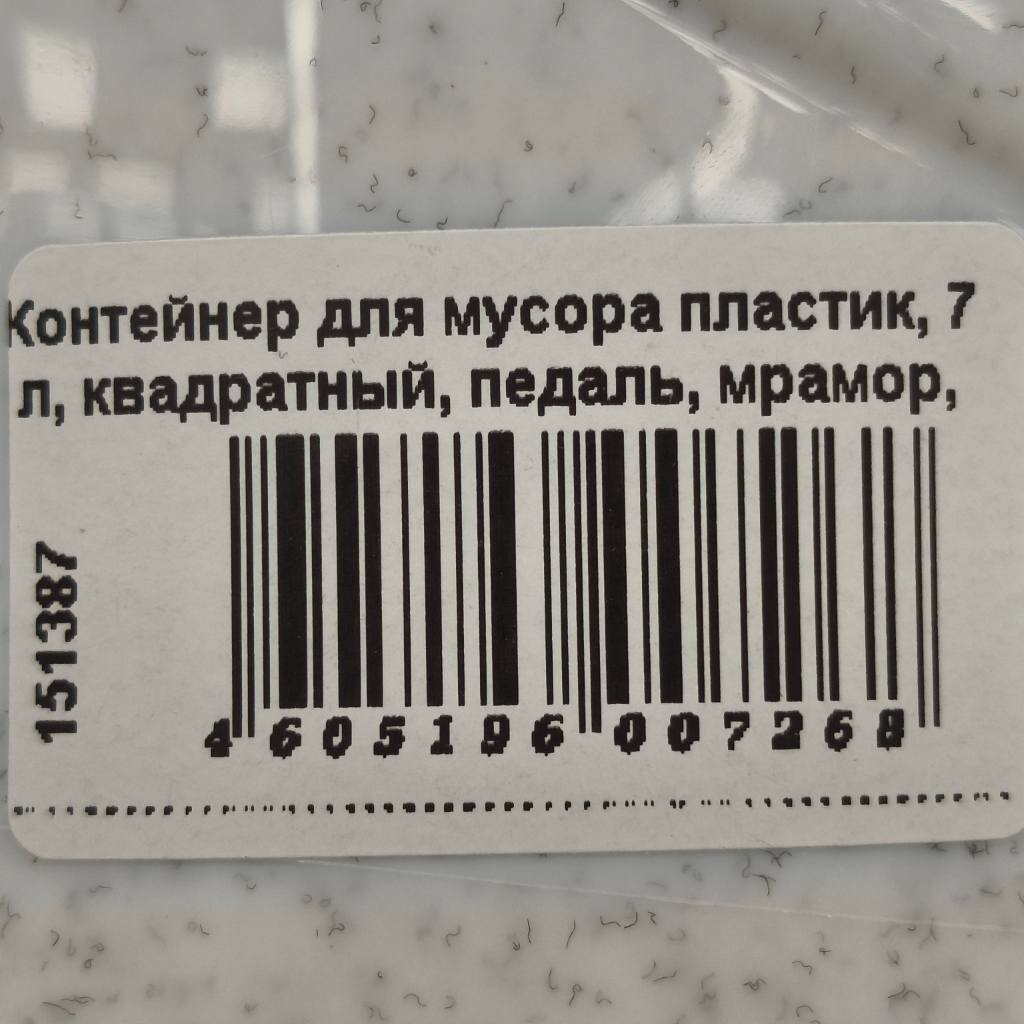 Контейнер для мусора пластик, 7
л, квадратный, педаль, мрамор,
151387
4 605196 007268